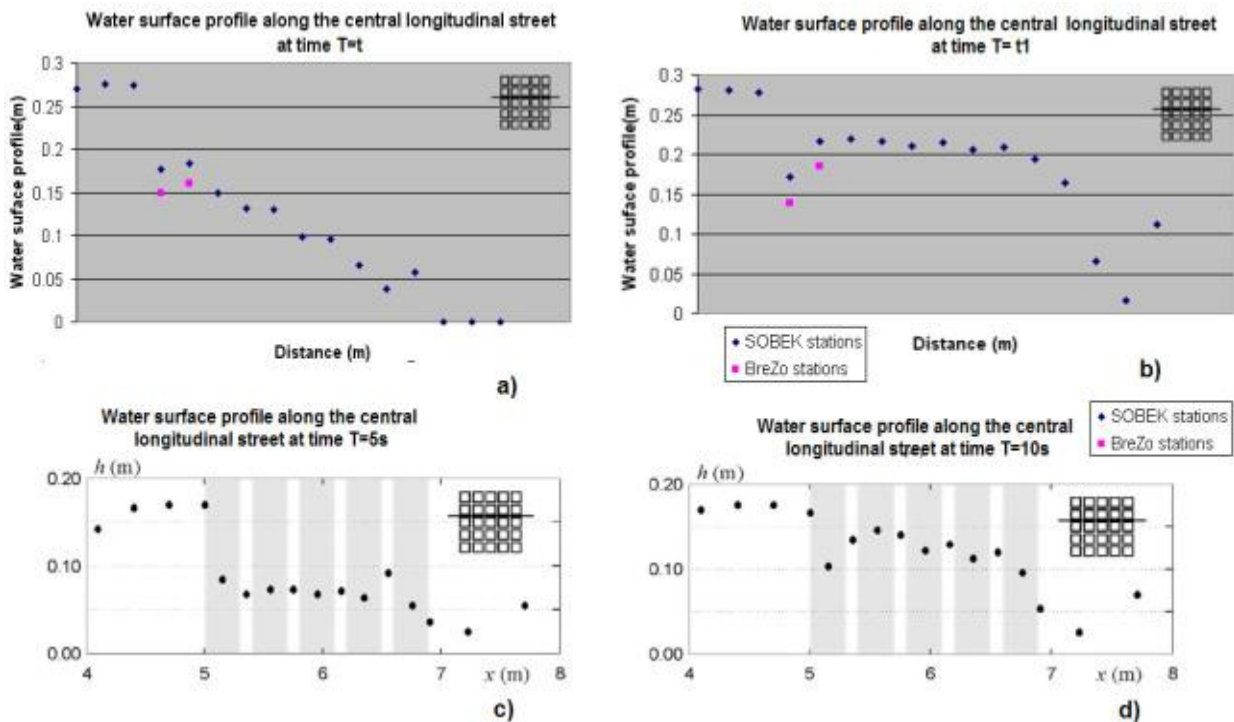 Water surface profile along the central longitudinal street
at time T=t
Water suface profile(m)
0.3
0.25
0.2
0.15
0.1
0.05
0
Distance (m)
a)
Water surface profile along the central longitudinal street
at time T= t1
Water surface profile(m)
0.3
0.25
0.2
0.15
0.1
0.05
0
SOBEK stations
BreZo stations
Distance (m)
b)
Water surface profile along the central
longitudinal street at time T=5s
h (m)
0.20
0.10
0.00
4
5
6
7
x (m)
8
c)
Water surface profile along the central
longitudinal street at time T=10s
SOBEK stations
BreZo stations
h (m)
0.20
0.10
0.00
4
5
6
7
x (m)
8
d)